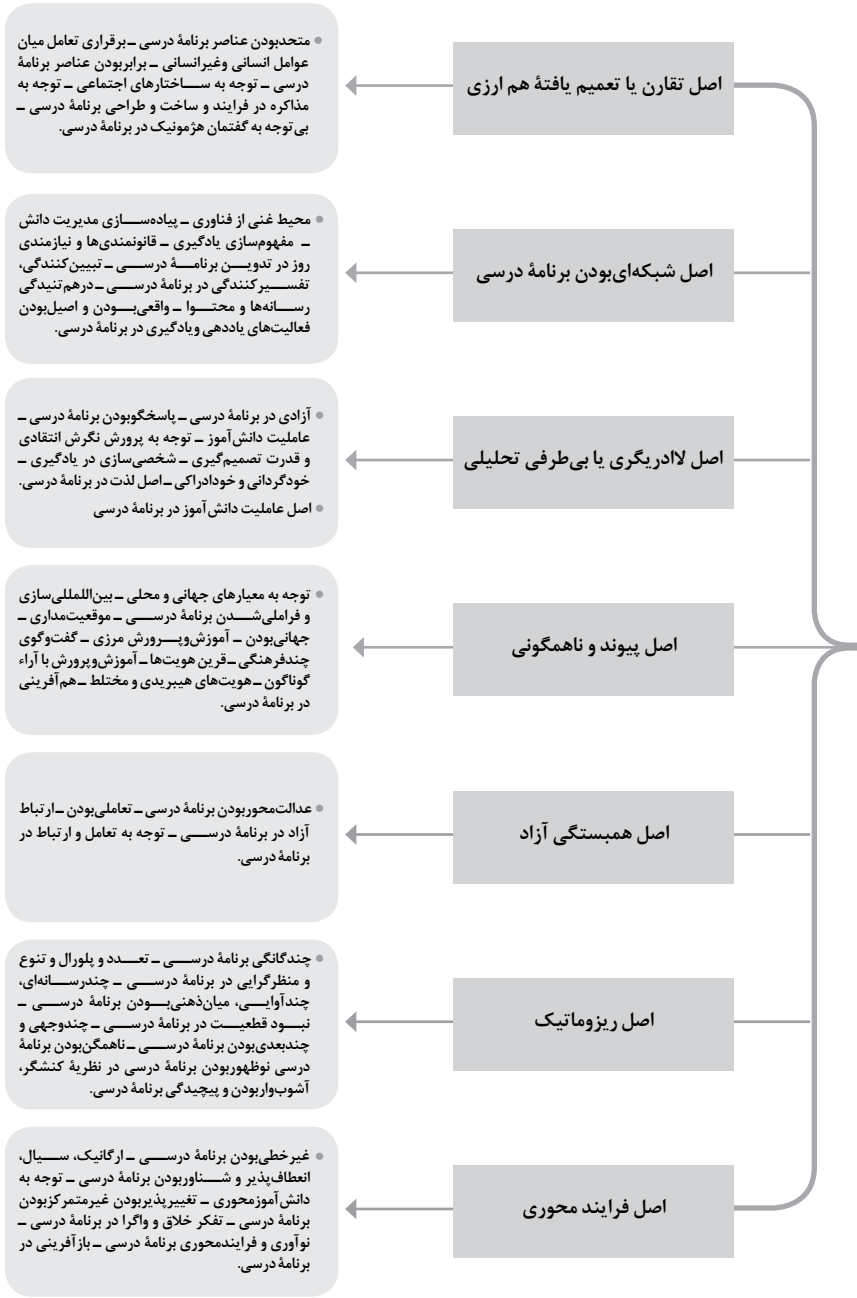 اصل تقارن یا تعمیم یافتهٔ هم ارزی
• متحدبودن عناصر برنامهٔ درسی ــ برقراری تعامل میان
عوامل انسانی وغیرانسانی ــ برابربودن عناصر برنامهٔ
درسی ــ توجه به ساختارهای اجتماعی ــ توجه به
مذاکره در فرایند و ساخت و طراحی برنامهٔ درسی ــ
بی‌توجه به گفتمان هژمونیک در برنامهٔ درسی.
اصل شبکه‌ای‌بودن برنامهٔ درسی
• محیط غنی از فناوری ــ پیاده‌سازی مدیریت دانش
ــ مفهوم‌سازی یادگیری ــ قانونمندی‌ها و نیازمندی
روز در تدوین برنامهٔ درسی ــ تبیین‌کنندگی،
تفسیرکنندگی در برنامهٔ درسی ــ درهم‌تنیدگی
رسانه‌ها و محتوا ــ واقعی‌بودن و اصیل‌بودن
فعالیت‌های یاددهی ویادگیری در برنامهٔ درسی.
اصل لاادریگری یا بی‌طرفی تحلیلی
• آزادی در برنامهٔ درسی ــ پاسخگوبودن برنامهٔ درسی ــ
عاملیت دانش‌آموز ــ توجه به پرورش نگرش انتقادی
و قدرت تصمیم‌گیری ــ شخصی‌سازی در یادگیری ــ
خودگردانی و خودادراکی ــ اصل لذت در برنامهٔ درسی.
• اصل عاملیت دانش‌آموز در برنامهٔ درسی
اصل پیوند و ناهمگونی
• توجه به معیارهای جهانی و محلی ــ بین‌اللمللی‌سازی
و فراملی‌شدن برنامهٔ درسی ــ موقعیت‌مداری ــ
جهانی‌بودن ــ آموزش‌وپرورش مرزی ــ گفت‌وگوی
چندفرهنگی ــ قرین هویت‌ها ــ آموزش‌وپرورش با آراء
گوناگون ــ هویت‌های هیبریدی و مختلط ــ هم‌آفرینی
در برنامهٔ درسی.
اصل همبستگی آزاد
• عدالت‌محوربودن برنامهٔ درسی ــ تعاملی‌بودن ــ ارتباط
آزاد در برنامهٔ درسی ــ توجه به تعامل و ارتباط در
برنامهٔ درسی.
اصل ریزوماتیک
• چندگانگی برنامهٔ درسی ــ تعدد و پلورال و تنوع
و منظرگرایی در برنامهٔ درسی ــ چندرسانه‌ای،
چندآوایی، میان‌ذهنی‌بودن برنامهٔ درسی ــ
نبود قطعیت در برنامهٔ درسی ــ چندوجهی و
چندبعدی‌بودن برنامهٔ درسی ــ ناهمگن‌بودن برنامهٔ
درسی نوظهوربودن برنامهٔ درسی در نظریهٔ کنشگر،
آشوب‌واربودن و پیچیدگی برنامهٔ درسی.
اصل فرایند محوری
• غیرخطی‌بودن برنامهٔ درسی ــ ارگانیک، سیال،
انعطاف‌پذیر و شناوربودن برنامهٔ درسی ــ توجه به
دانش‌آموزمحوری ــ تغییرپذیربودن غیرمتمرکزبودن
برنامهٔ درسی ــ تفکر خلاق و واگرا در برنامهٔ درسی ــ
نوآوری و فرایندمحوری برنامهٔ درسی ــ بازآفرینی در
برنامهٔ درسی.